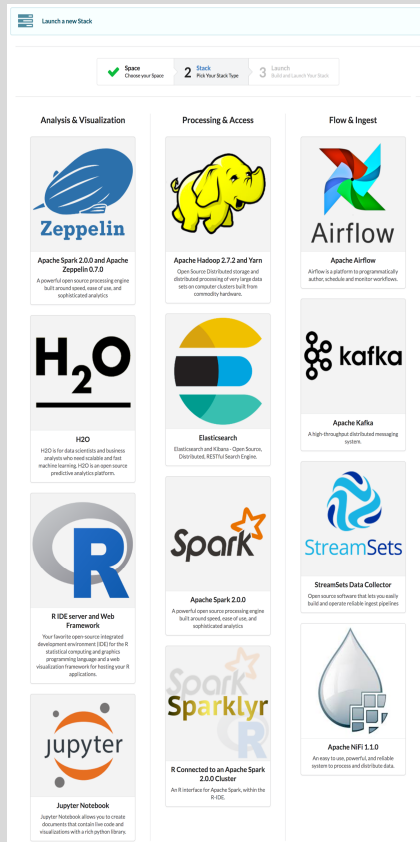 Launch a new Stack
Space
Choose your Space
2
Stack
Pick Your Stack Type
3
Launch
Build and Launch Your Stack
Analysis & Visualization
Zeppelin
Apache Spark 2.0.0 and Apache
Zeppelin 0.7.0
A powerful open source processing engine
built around speed, ease of use, and
sophisticated analytics
H2O
H2O
H2O is for data scientists and business
analysts who need scalable and fast
machine learning. H2O is an open source
predictive analytics platform.
R
R IDE server and Web
Framework
Your favorite open-source integrated
development environment (IDE) for the R
statistical computing and graphics
programming language and a web
visualization framework for hosting your R
applications.
jupyter
Jupyter Notebook
Jupyter Notebook allows you to create
documents that contain live code and
visualizations with a rich python library.
Processing & Access
Apache Hadoop 2.7.2 and Yarn
Open Source Distributed storage and
distributed processing of very large data
sets on computer clusters built from
commodity hardware.
Elasticsearch
Elasticsearch and Kibana - Open Source,
Distributed, RESTful Search Engine.
Spark
Apache Spark 2.0.0
A powerful open source processing engine
built around speed, ease of use, and
sophisticated analytics
Spark
Sparklyr
R
R Connected to an Apache Spark
2.0.0 Cluster
An R interface for Apache Spark, within the
R-IDE.
Flow & Ingest
Airflow
Apache Airflow
Airflow is a platform to programmatically
author, schedule and monitor workflows.
kafka
Apache Kafka
A high-throughput distributed messaging
system.
StreamSets
StreamSets Data Collector
Open source software that lets you easily
build and operate reliable ingest pipelines
Apache NiFi 1.1.0
An easy to use, powerful, and reliable
system to process and distribute data.